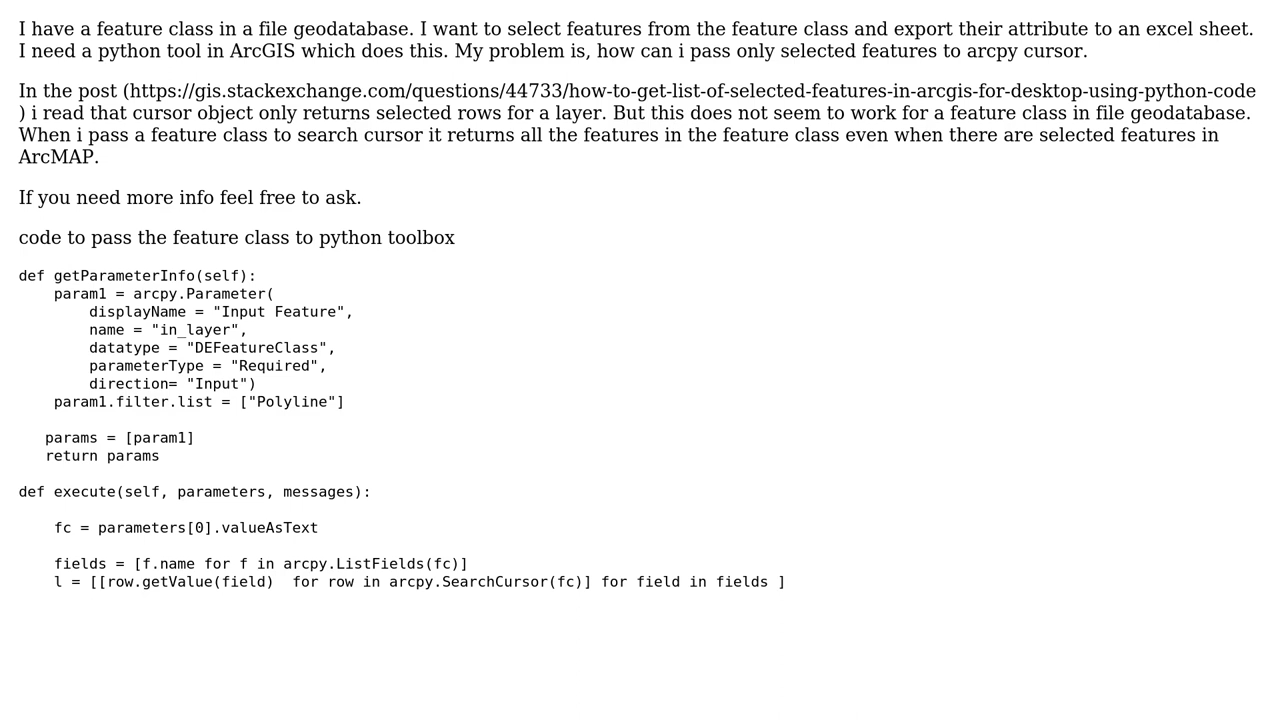 I have a feature class in a file geodatabase. I want to select features from the feature class and export their attribute to an excel sheet.
I need a python tool in ArcGIS which does this. My problem is, how can i pass only selected features to arcpy cursor.
In the post (https://gis.stackexchange.com/questions/44733/how-to-get-list-of-selected-features-in-arcgis-for-desktop-using-python-code
) i read that cursor object only returns selected rows for a layer. But this does not seem to work for a feature class in file geodatabase.
When i pass a feature class to search cursor it returns all the features in the feature class even when there are selected features in
ArcMAP.
If you need more info feel free to ask.
code to pass the feature class to python toolbox
def getParameterInfo(self):
    param1 = arcpy.Parameter(
        displayName = "Input Feature",
        name = "in_layer",
        datatype = "DEFeatureClass",
        parameterType = "Required",
        direction= "Input")
    param1.filter.list = ["Polyline"]
   params = [param1]
   return params
def execute(self, parameters, messages):
    fc = parameters[0].valueAsText
    fields = [f.name for f in arcpy.ListFields(fc)]
    l = [[row.getValue(field)  for row in arcpy.SearchCursor(fc)] for field in fields ]